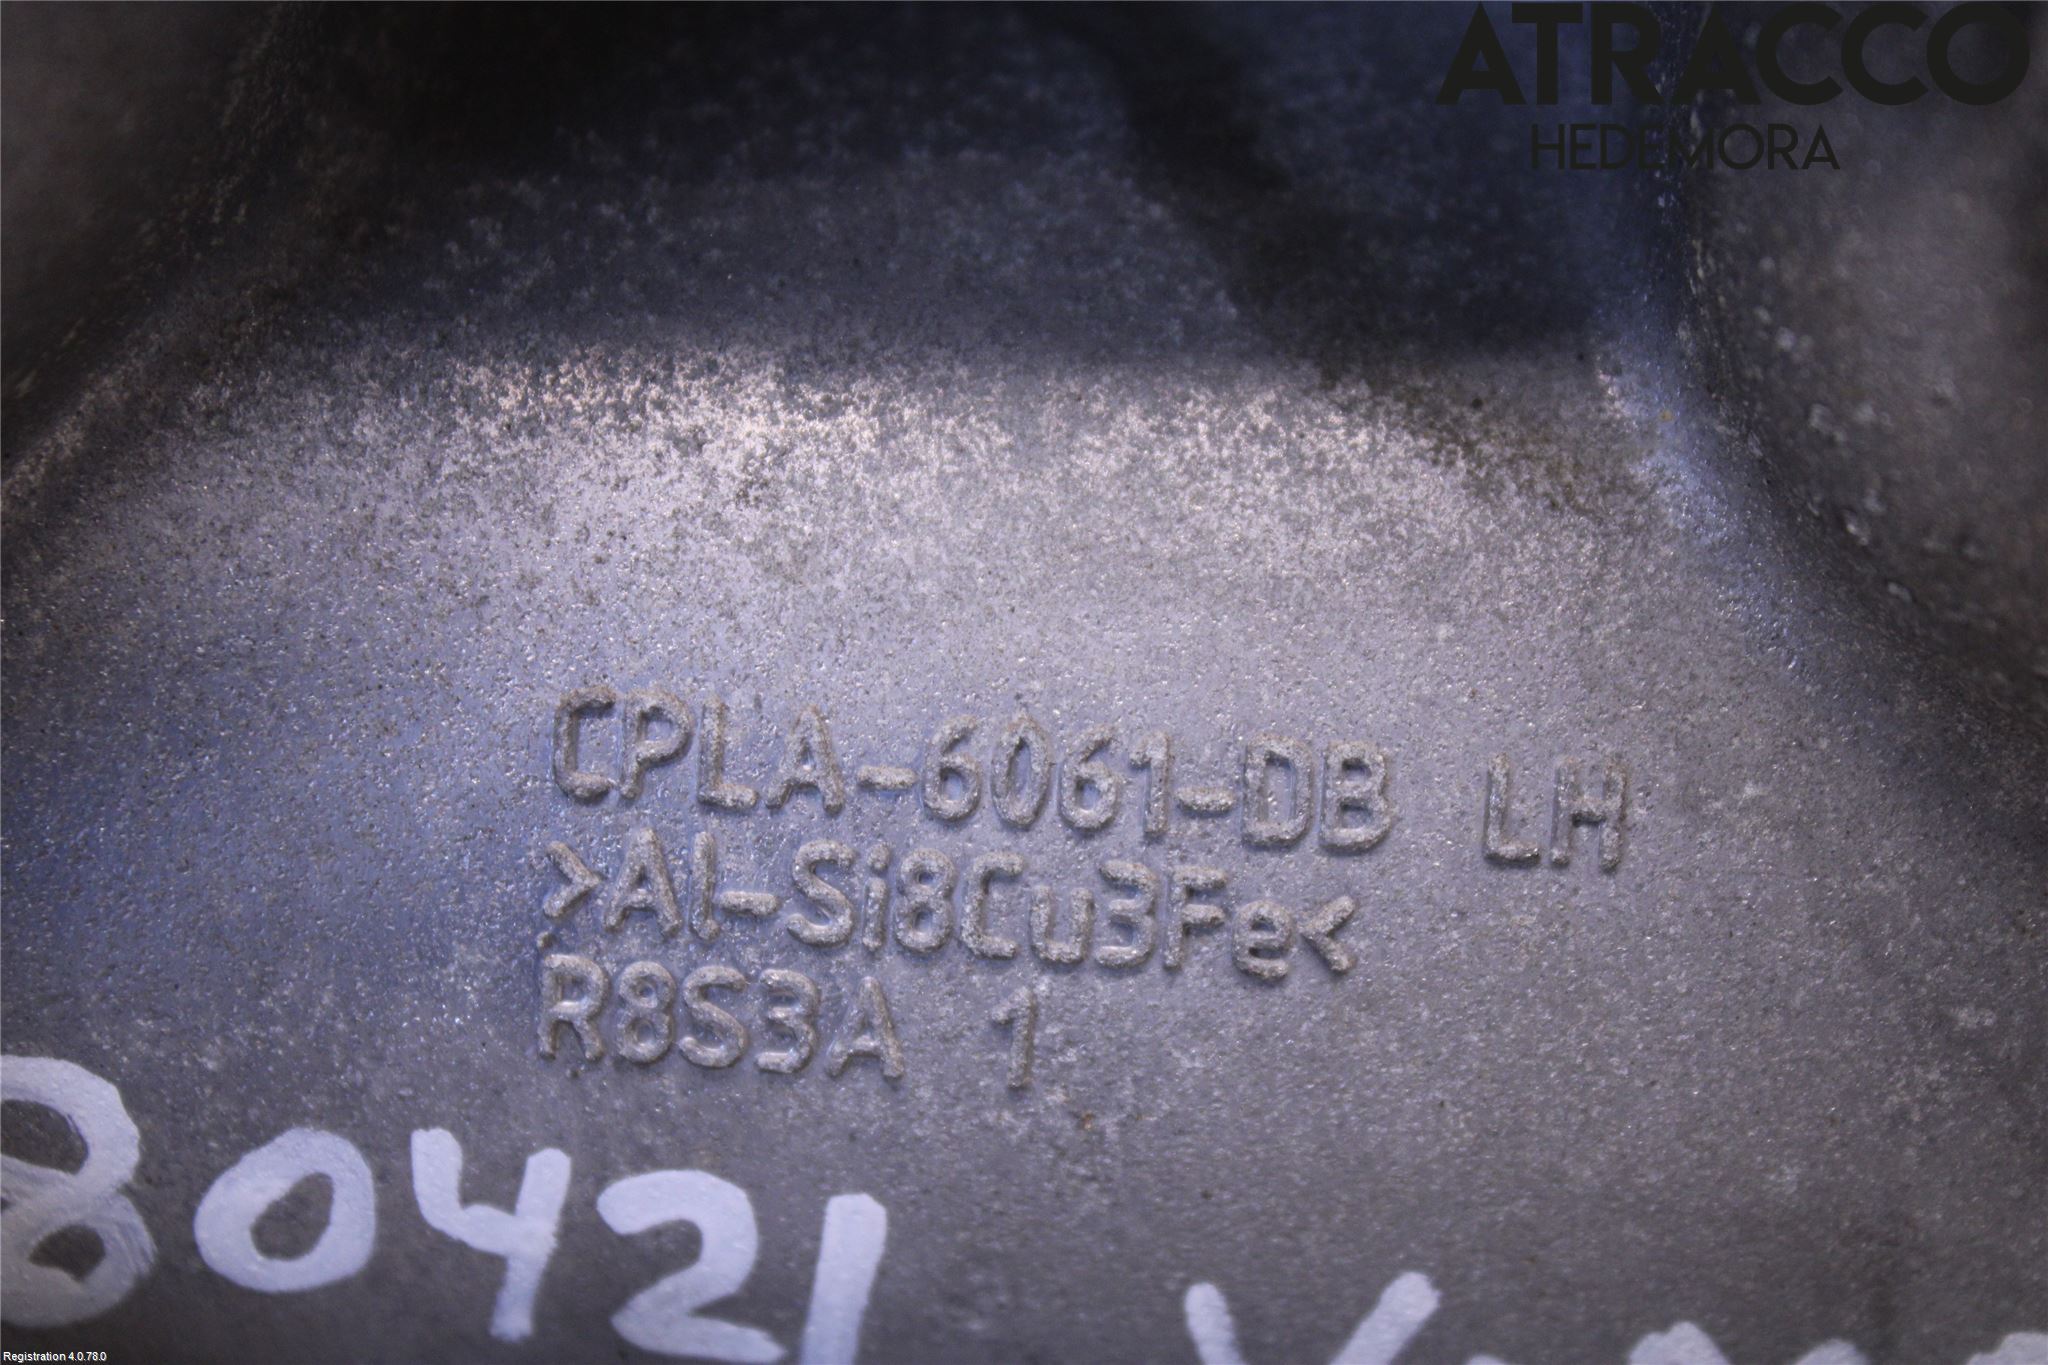 ATRACCO
HEDEMORA
CPLA-6061-DB LH
>Al-Si8Cu3Fe<
R8S3A 1
80421
Registration 4.0.78.0